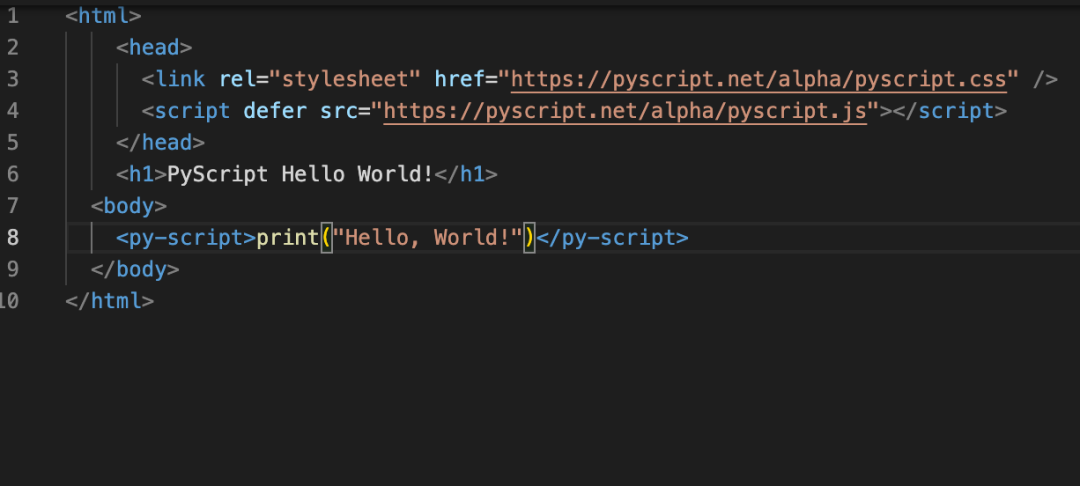 1 <html>
2 <head>
3 <link rel="stylesheet" href="https://pyscript.net/alpha/pyscript.css" />
4 <script defer src="https://pyscript.net/alpha/pyscript.js"></script>
5 </head>
6 <h1>PyScript Hello World!</h1>
7 <body>
8 <py-script>print("Hello, World!")</py-script>
9 </body>
10 </html>